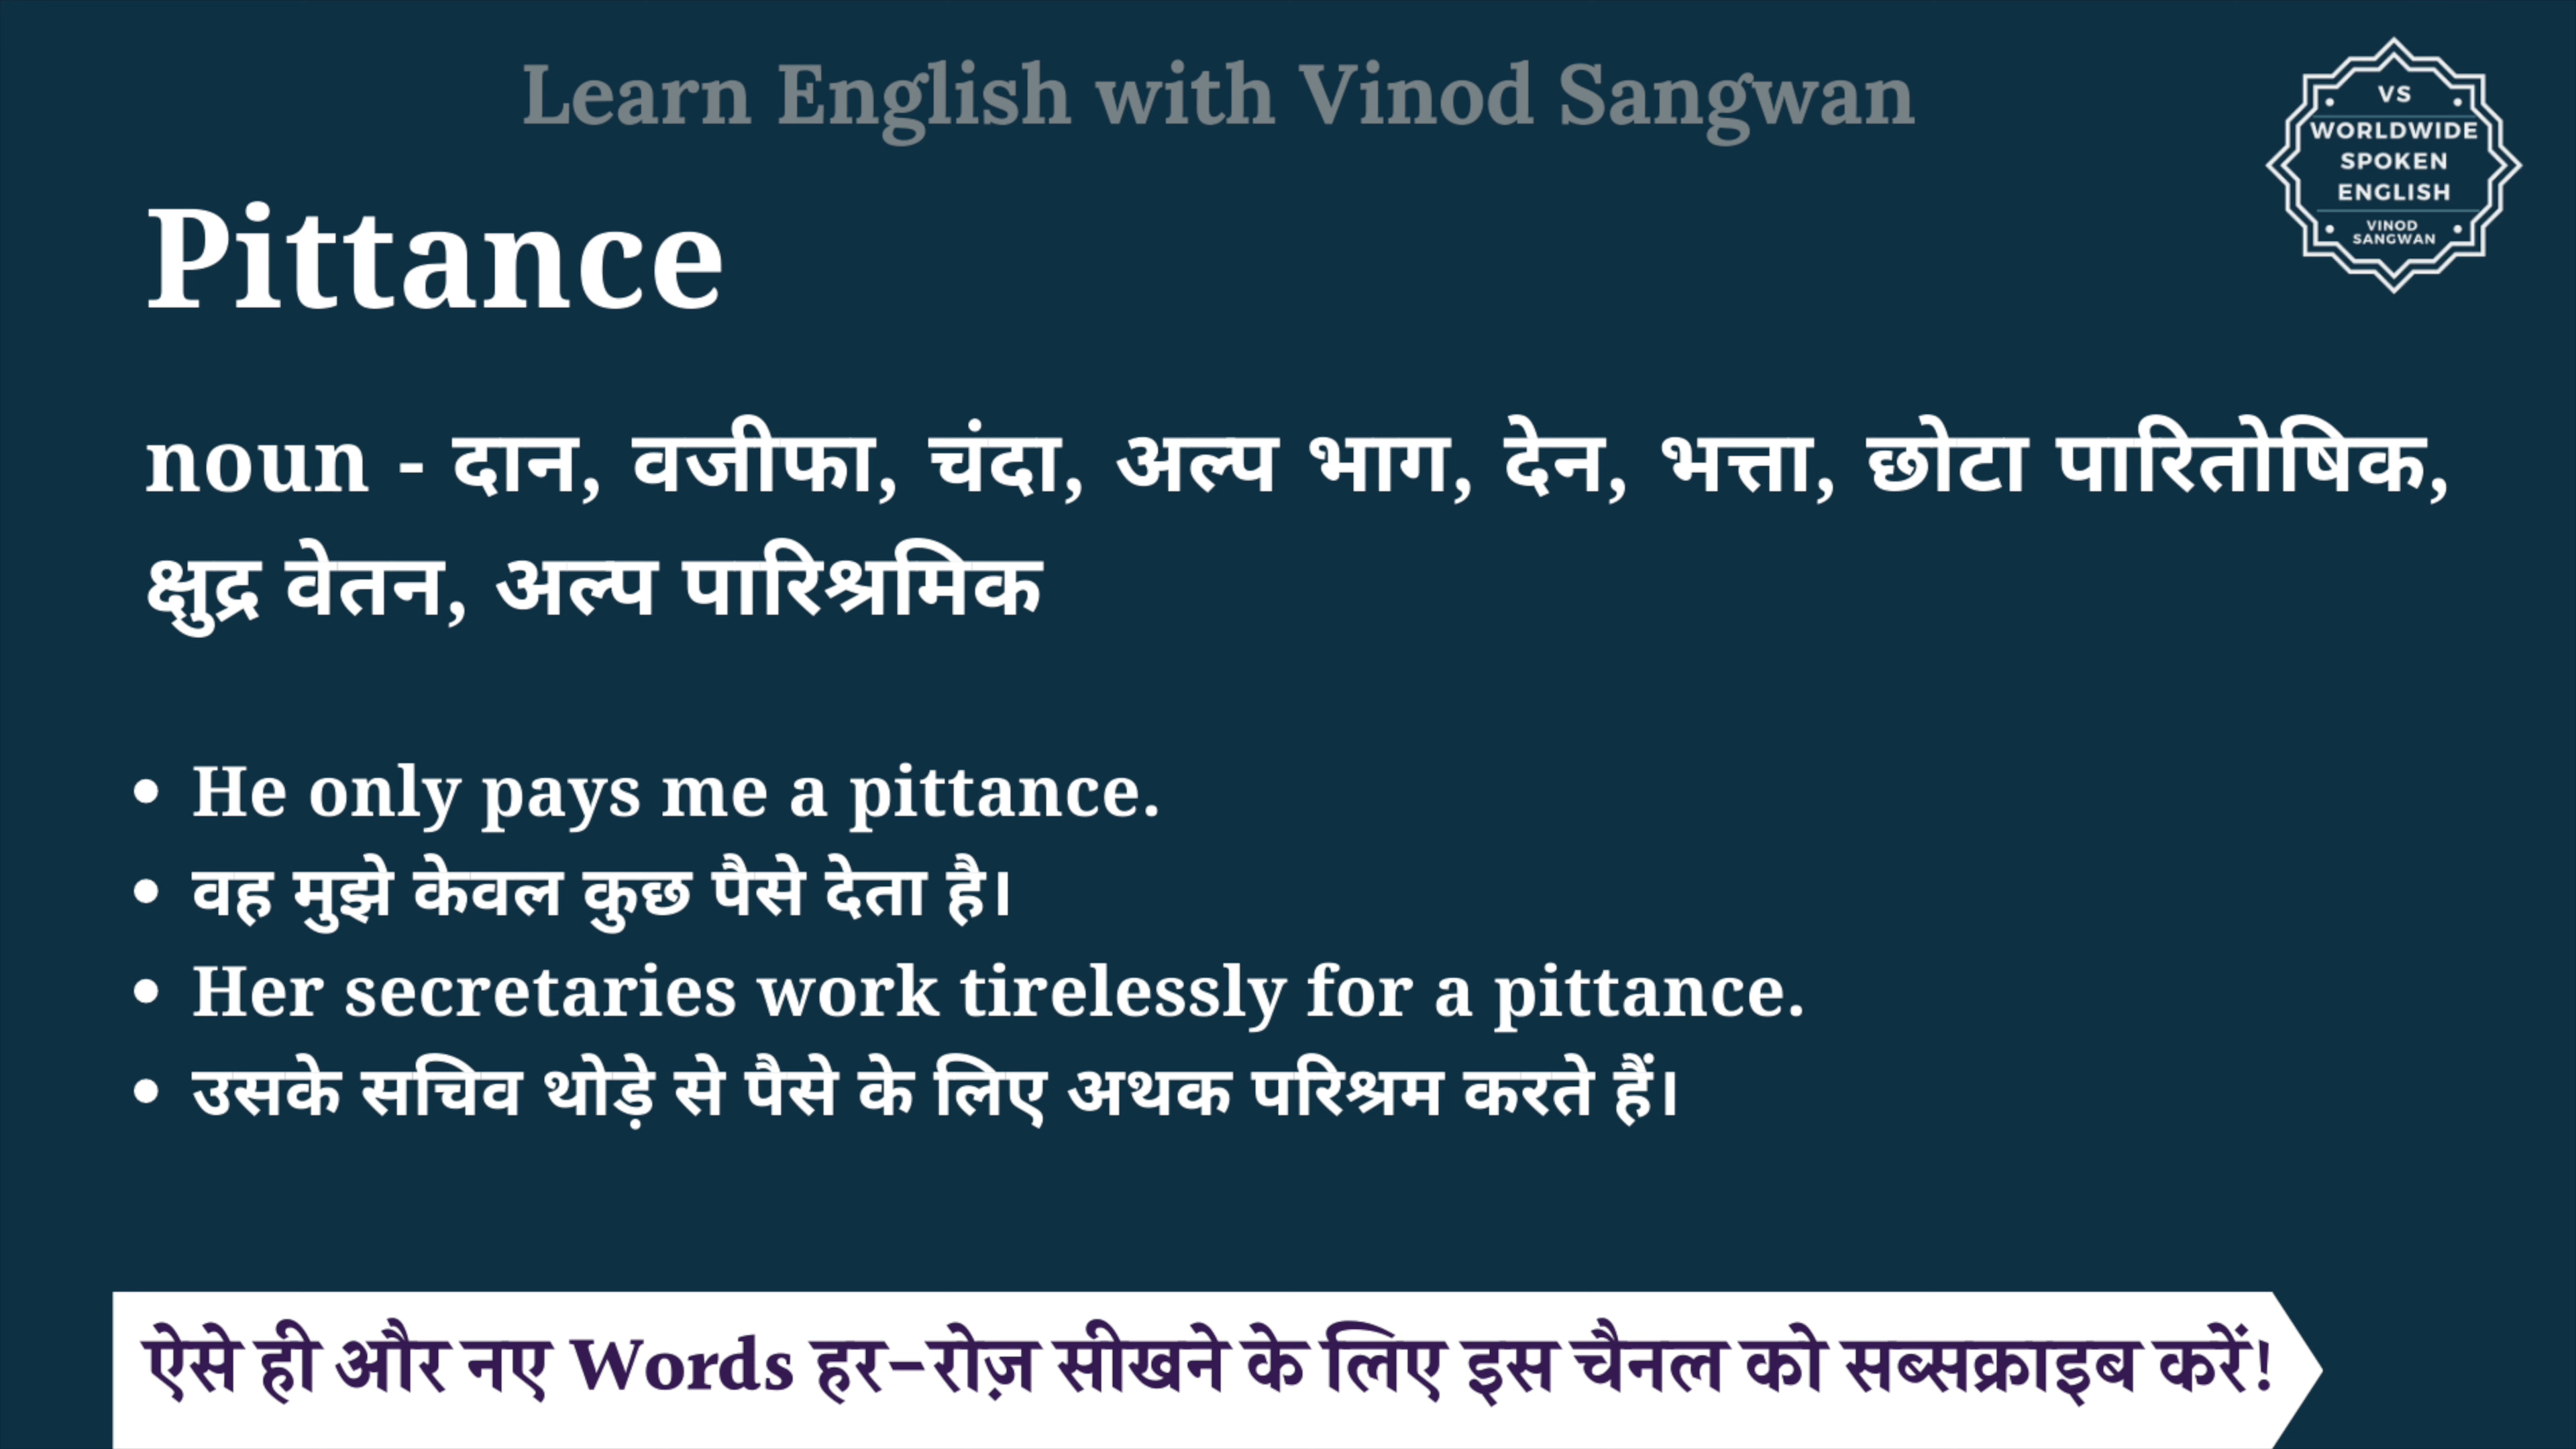 Learn English with Vinod Sangwan
VS
WORLDWIDE
SPOKEN
ENGLISH
VINOD
SANGWAN
Pittance
noun - दान, वजीफा, चंदा, अल्प भाग, देन, भत्ता, छोटा पारितोषिक,
क्षुद्र वेतन, अल्प पारिश्रमिक
• He only pays me a pittance.
• वह मुझे केवल कुछ पैसे देता है।
• Her secretaries work tirelessly for a pittance.
• उसके सचिव थोड़े से पैसे के लिए अथक परिश्रम करते हैं।
ऐसे ही और नए Words हर-रोज़ सीखने के लिए इस चैनल को सब्सक्राइब करें!